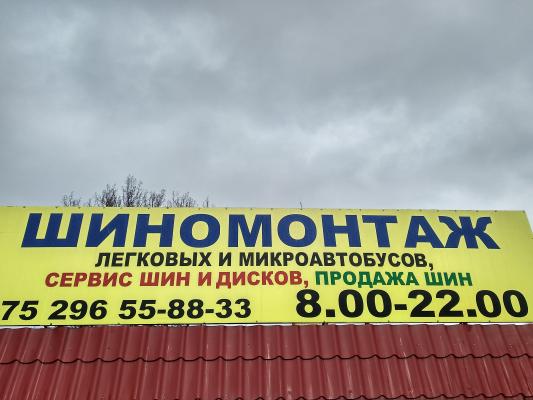 ШИНОМОНТАЖ
ЛЕГКОВЫХ И МИКРОАВТОБУСОВ,
СЕРВИС ШИН И ДИСКОВ, ПРОДАЖА ШИН
75 296 55-88-33 8.00-22.00